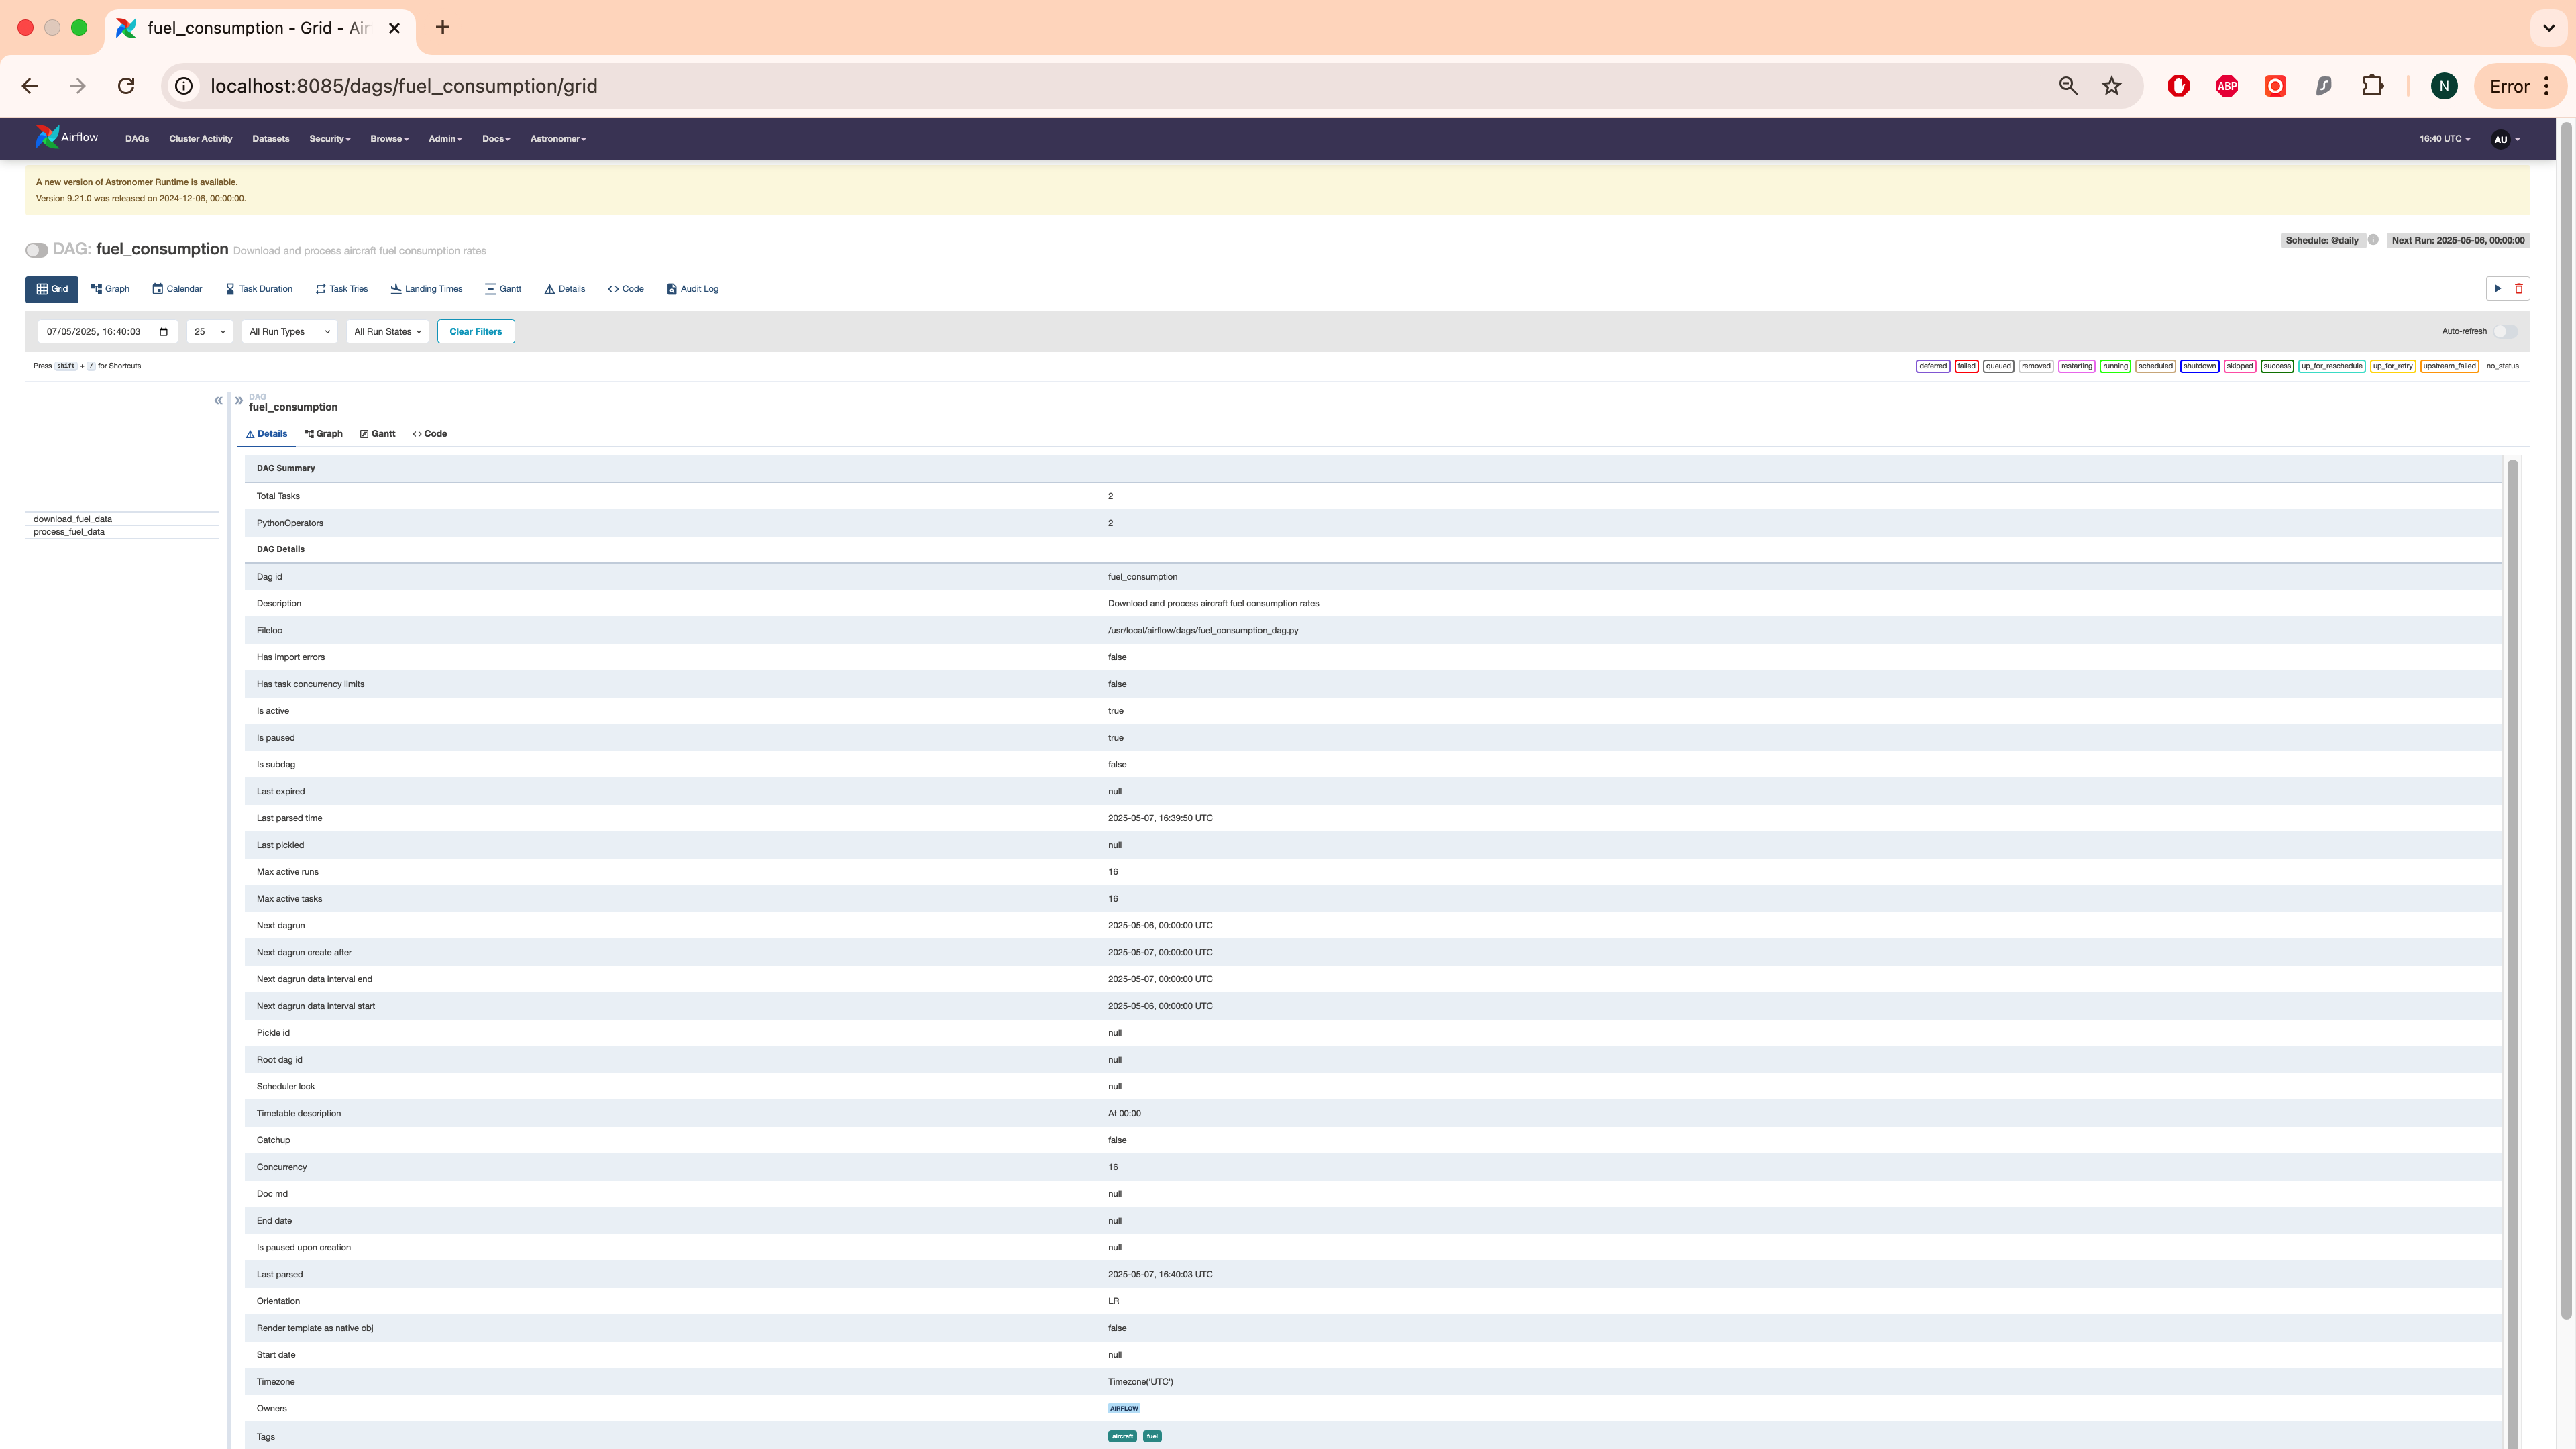 fuel_consumption - Grid - Air
localhost:8085/dags/fuel_consumption/grid
ABP
N
Error
Airflow DAGs Cluster Activity Datasets Security Browse Admin Docs Astronomer 16:40 UTC AU
A new version of Astronomer Runtime is available.
Version 9.21.0 was released on 2024-12-06, 00:00:00.
DAG: fuel_consumption Download and process aircraft fuel consumption rates
Schedule: @daily Next Run: 2025-05-06, 00:00:00
Grid Graph Calendar Task Duration Task Tries Landing Times Gantt Details Code Audit Log
07/05/2025, 16:40:03 25 All Run Types All Run States Clear Filters Auto-refresh
Press shift + / for Shortcuts
deferred failed queued removed restarting running scheduled shutdown skipped success up_for_reschedule up_for_retry upstream_failed no_status
download_fuel_data
process_fuel_data
DAG
fuel_consumption
Details Graph Gantt Code
DAG Summary
Total Tasks 2
PythonOperators 2
DAG Details
Dag id fuel_consumption
Description Download and process aircraft fuel consumption rates
Fileloc /usr/local/airflow/dags/fuel_consumption_dag.py
Has import errors false
Has task concurrency limits false
Is active true
Is paused true
Is subdag false
Last expired null
Last parsed time 2025-05-07, 16:39:50 UTC
Last pickled null
Max active runs 16
Max active tasks 16
Next dagrun 2025-05-06, 00:00:00 UTC
Next dagrun create after 2025-05-07, 00:00:00 UTC
Next dagrun data interval end 2025-05-07, 00:00:00 UTC
Next dagrun data interval start 2025-05-06, 00:00:00 UTC
Pickle id null
Root dag id null
Scheduler lock null
Timetable description At 00:00
Catchup false
Concurrency 16
Doc md null
End date null
Is paused upon creation null
Last parsed 2025-05-07, 16:40:03 UTC
Orientation LR
Render template as native obj false
Start date null
Timezone Timezone('UTC')
Owners AIRFLOW
Tags aircraft fuel